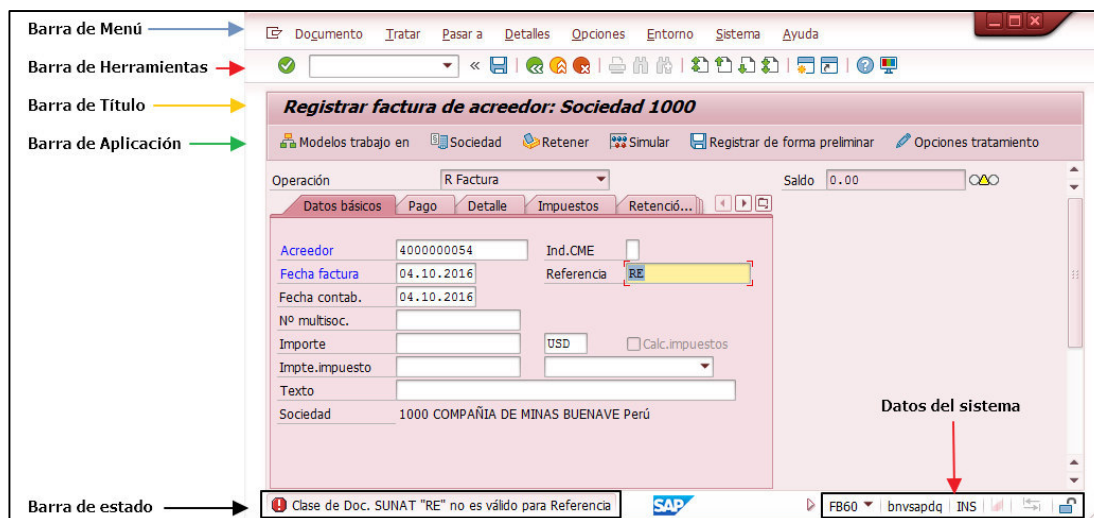 Barra de Menú
Documento Tratar Pasar a Detalles Opciones Entorno Sistema Ayuda
Barra de Herramientas
Barra de Título
Registrar factura de acreedor: Sociedad 1000
Barra de Aplicación
Modelos trabajo en Sociedad Retener Simular Registrar de forma preliminar Opciones tratamiento
Operación R Factura Saldo 0.00
Datos básicos Pago Detalle Impuestos Retenció...
Acreedor 4000000054 Ind.CME
Fecha factura 04.10.2016 Referencia RE
Fecha contab. 04.10.2016
Nº multisoc.
Importe USD Calc.impuestos
Impte.impuesto
Texto
Sociedad 1000 COMPAÑIA DE MINAS BUENAVE Perú
Datos del sistema
Barra de estado
Clase de Doc. SUNAT "RE" no es válido para Referencia SAP FB60 bnvsapdq INS